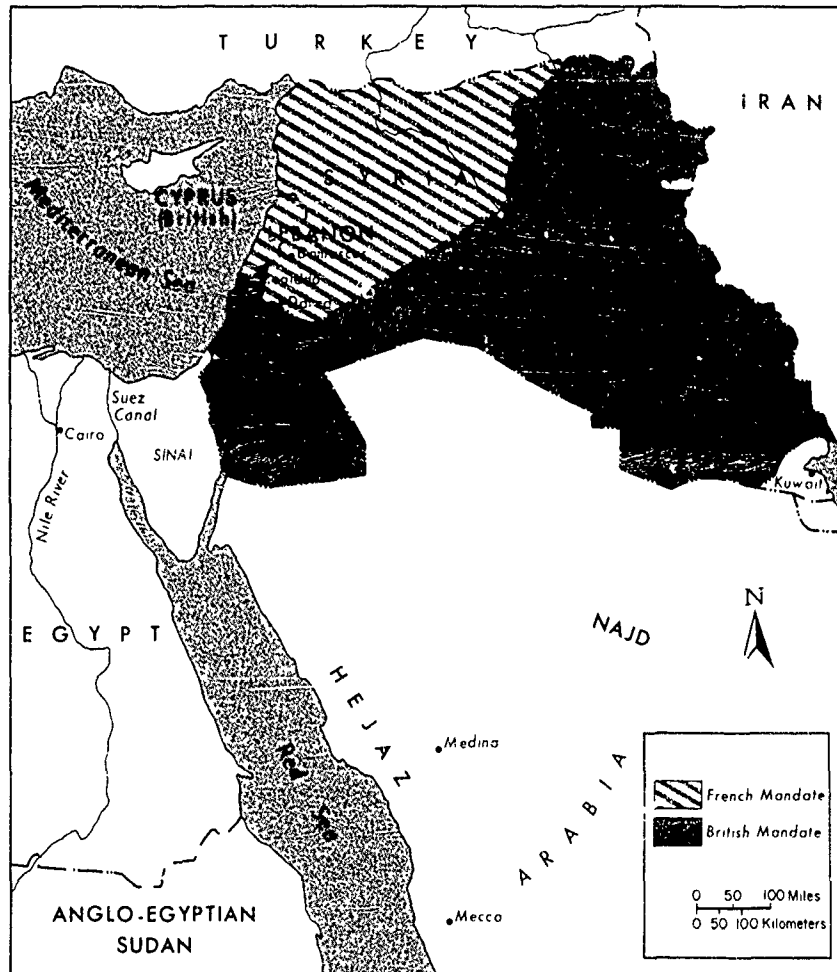 TURKEY
IRAN
SYRIA
CYPRUS
(British)
Mediterranean Sea
LEBANON
Damascus
Suez
Canal
Cairo
SINAI
Kuwait
Nile River
N
NAJD
EGYPT
HEJAZ
Medina
Red Sea
ARABIA
French Mandate
British Mandate
0 50 100 Miles
0 50 100 Kilometers
Mecca
ANGLO-EGYPTIAN
SUDAN